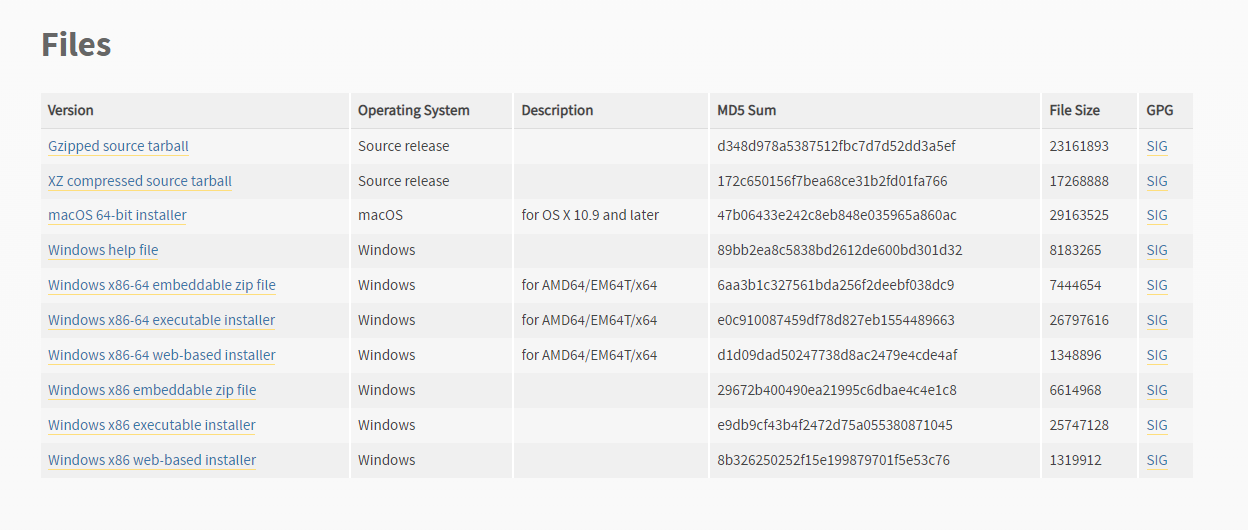 Files
Version Operating System Description MD5 Sum File Size GPG
Gzipped source tarball Source release d348d978a5387512fbc7d7d52dd3a5ef 23161893 SIG
XZ compressed source tarball Source release 172c650156f7bea68ce31b2fd01fa766 17268888 SIG
macOS 64-bit installer macOS for OS X 10.9 and later 47b06433e242c8eb848e035965a860ac 29163525 SIG
Windows help file Windows 89bb2ea8c5838bd2612de600bd301d32 8183265 SIG
Windows x86-64 embeddable zip file Windows for AMD64/EM64T/x64 6aa3b1c327561bda256f2deebf038dc9 7444654 SIG
Windows x86-64 executable installer Windows for AMD64/EM64T/x64 e0c910087459df78d827eb1554489663 26797616 SIG
Windows x86-64 web-based installer Windows for AMD64/EM64T/x64 d1d09dad50247738d8ac2479e4cde4af 1348896 SIG
Windows x86 embeddable zip file Windows 29672b400490ea21995c6dbae4c4e1c8 6614968 SIG
Windows x86 executable installer Windows e9db9cf43b4f2472d75a055380871045 25747128 SIG
Windows x86 web-based installer Windows 8b326250252f15e199879701f5e53c76 1319912 SIG